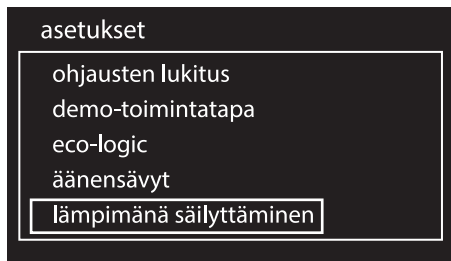 asetukset
ohjausten lukitus
demo-toimintatapa
eco-logic
äänensävyt
lämpimänä säilyttäminen